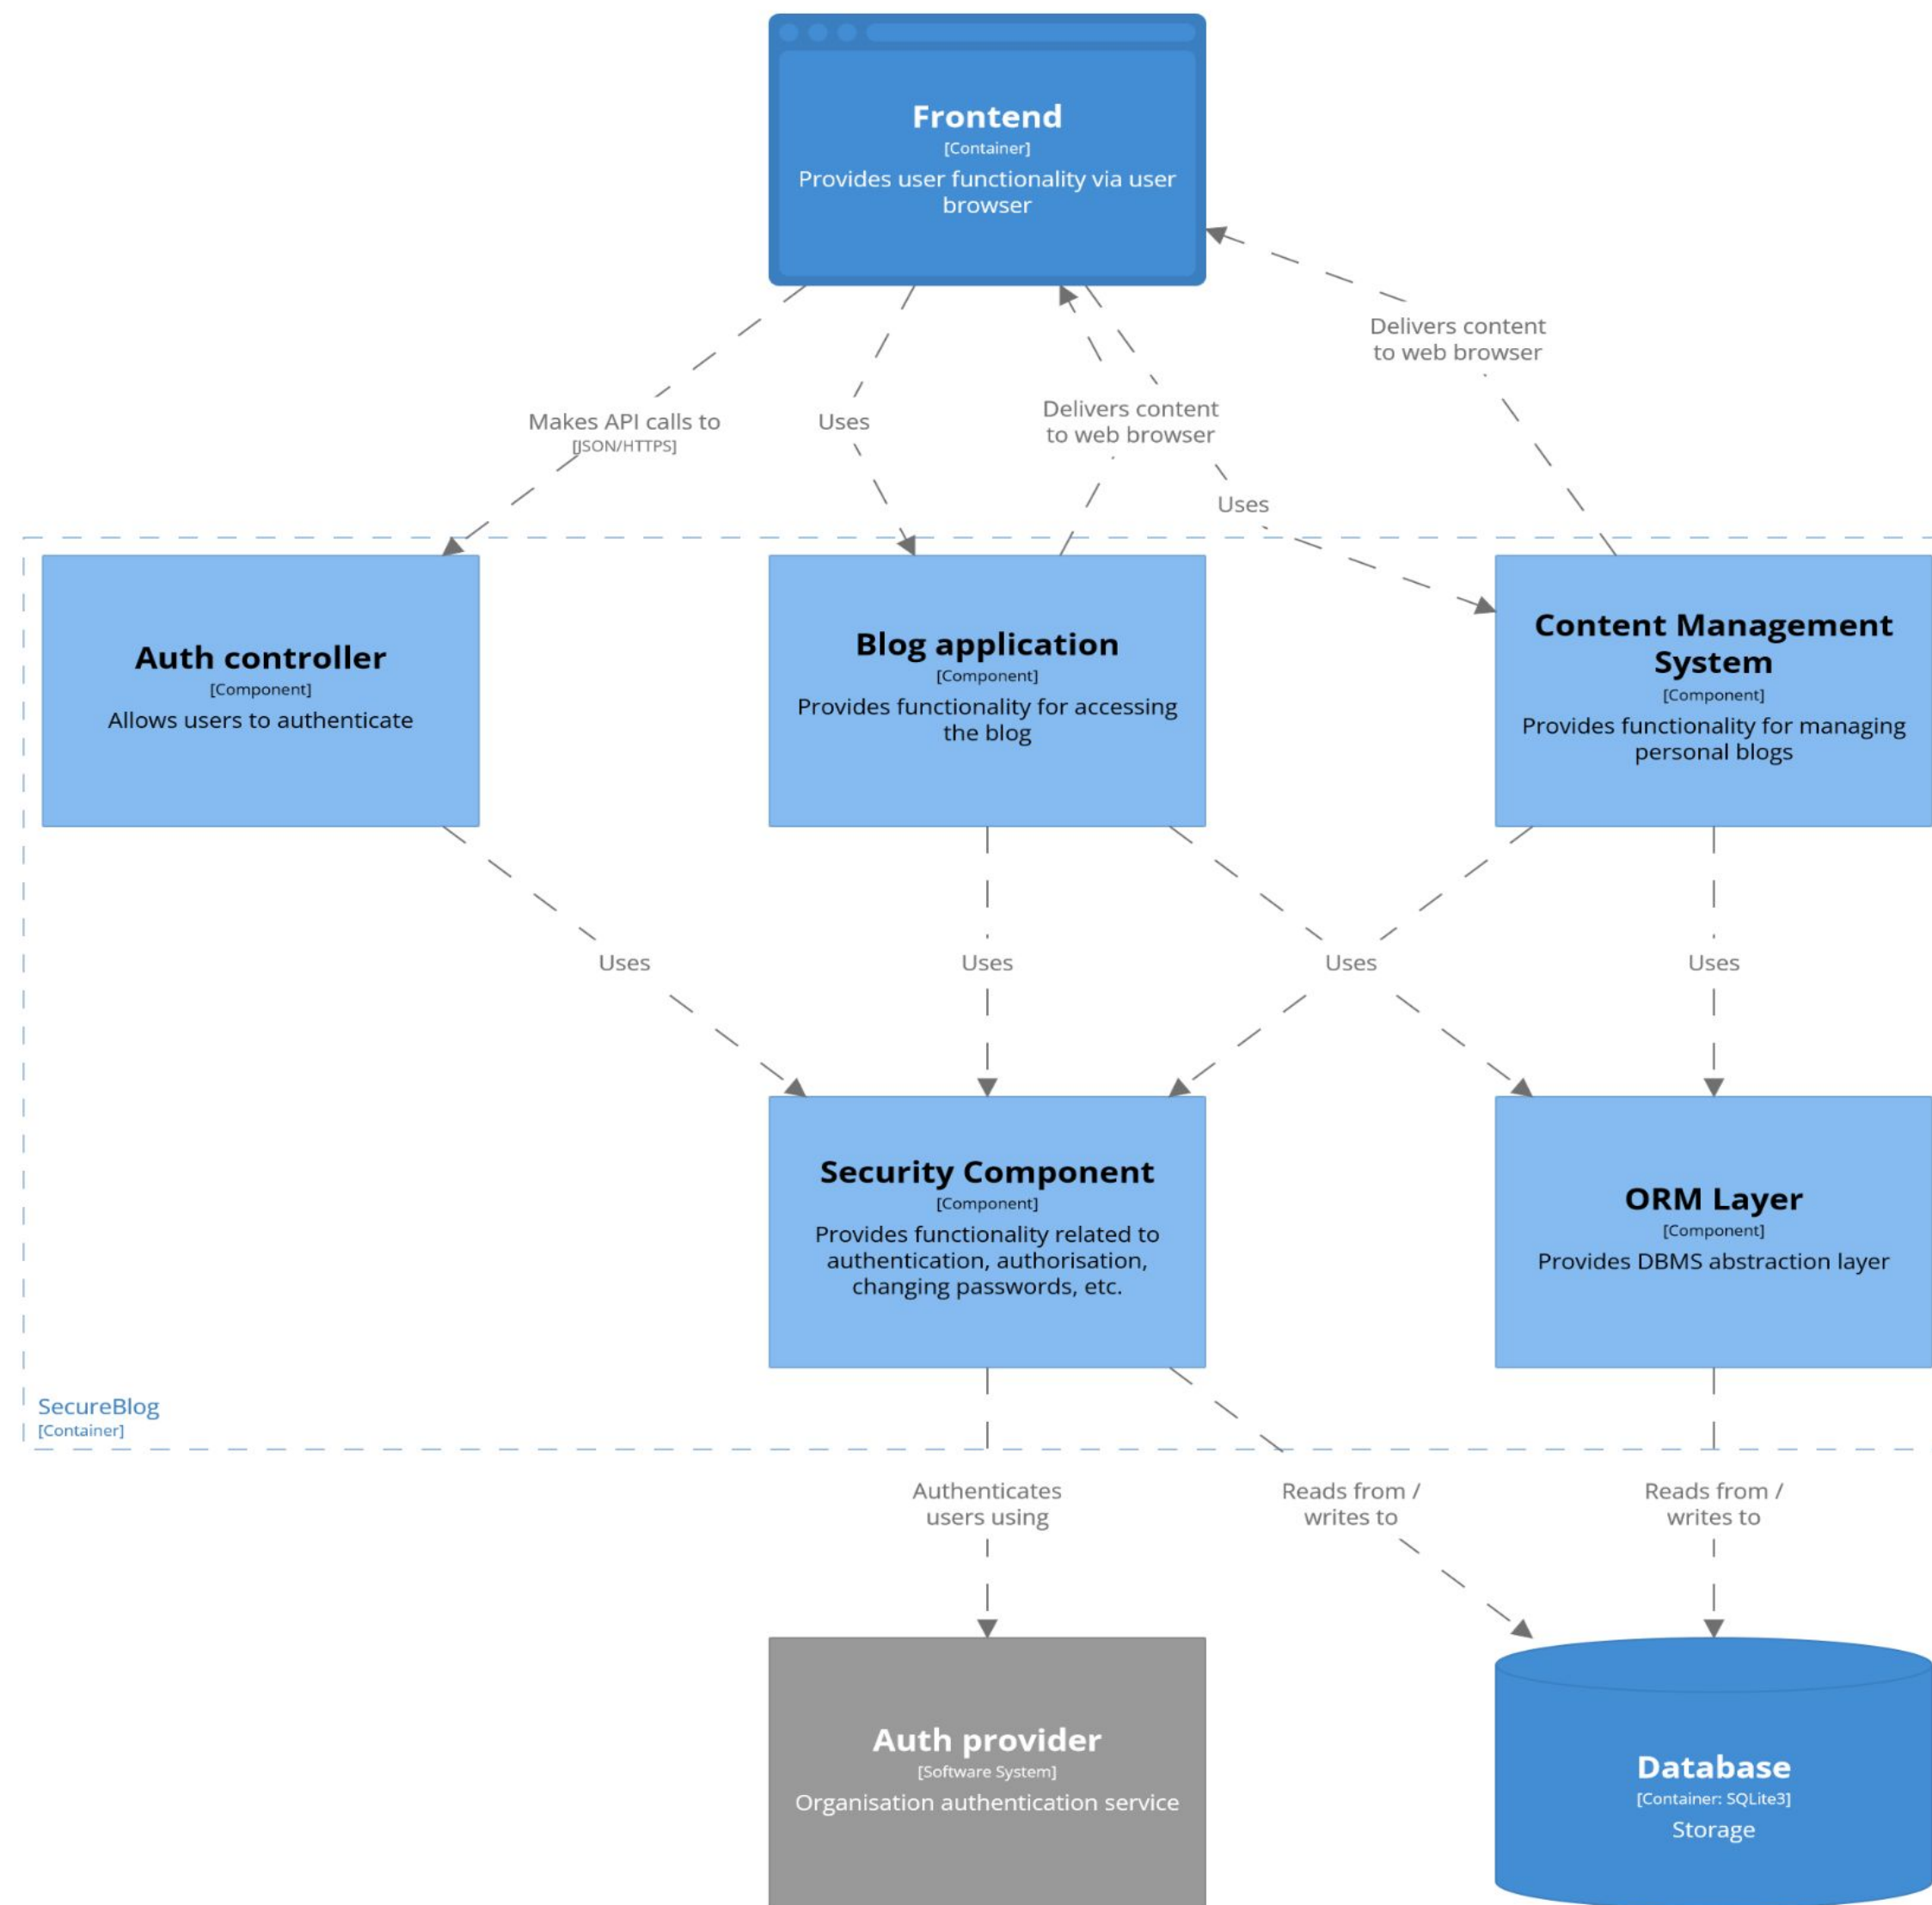 Frontend
[Container]
Provides user functionality via user
browser
Delivers content
to web browser
Makes API calls to
[JSON/HTTPS]
Uses
Delivers content
to web browser
Uses
Auth controller
[Component]
Allows users to authenticate
Blog application
[Component]
Provides functionality for accessing
the blog
Content Management
System
[Component]
Provides functionality for managing
personal blogs
Uses
Uses
Uses
Uses
Security Component
[Component]
Provides functionality related to
authentication, authorisation,
changing passwords, etc.
ORM Layer
[Component]
Provides DBMS abstraction layer
SecureBlog
[Container]
Authenticates
users using
Reads from /
writes to
Reads from /
writes to
Auth provider
[Software System]
Organisation authentication service
Database
[Container: SQLite3]
Storage